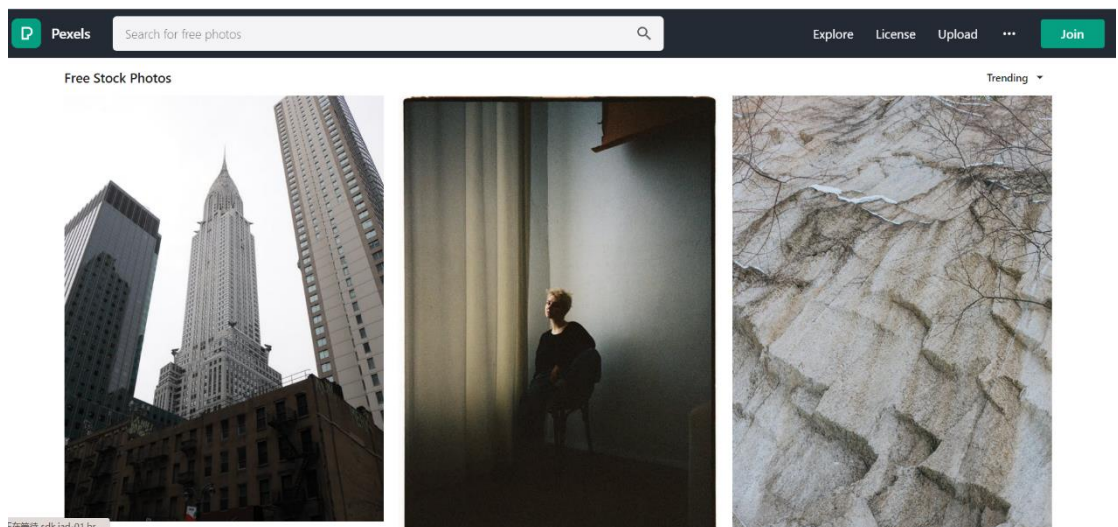 Pexels
Search for free photos
Explore
License
Upload
Join
Free Stock Photos
Trending